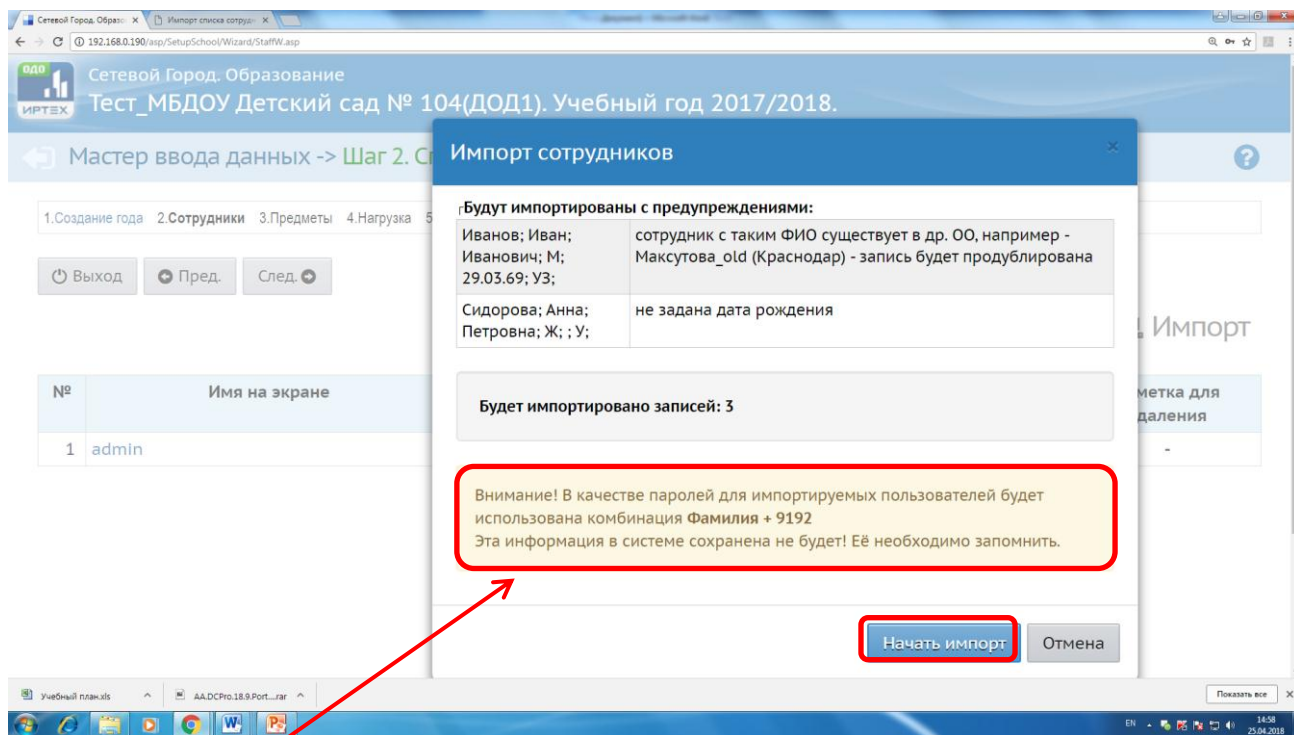 Сетевой Город. Образо X
Импорт списка сотруд X
Документ1 - Microsoft Word
192.168.0.190/asp/SetupSchool/Wizard/StaffW.asp
ОДО
ИРТЕХ
Сетевой Город. Образование
Тест_МБДОУ Детский сад № 104(ДОД1). Учебный год 2017/2018.
Мастер ввода данных -> Шаг 2. Сп
1.Создание года 2.Сотрудники 3.Предметы 4.Нагрузка 5
Выход
Пред.
След.
Импорт
№ Имя на экране
метка для
даления
1 admin -
Импорт сотрудников ×
Будут импортированы с предупреждениями:
Иванов; Иван;
Иванович; М;
29.03.69; УЗ;
сотрудник с таким ФИО существует в др. ОО, например -
Максутова_old (Краснодар) - запись будет продублирована
Сидорова; Анна;
Петровна; Ж; ; У;
не задана дата рождения
Будет импортировано записей: 3
Внимание! В качестве паролей для импортируемых пользователей будет
использована комбинация Фамилия + 9192
Эта информация в системе сохранена не будет! Её необходимо запомнить.
Начать импорт
Отмена
Учебный план.xls
AA.DCPro.18.9.Port....rar
Показать все
EN
14:58
25.04.2018